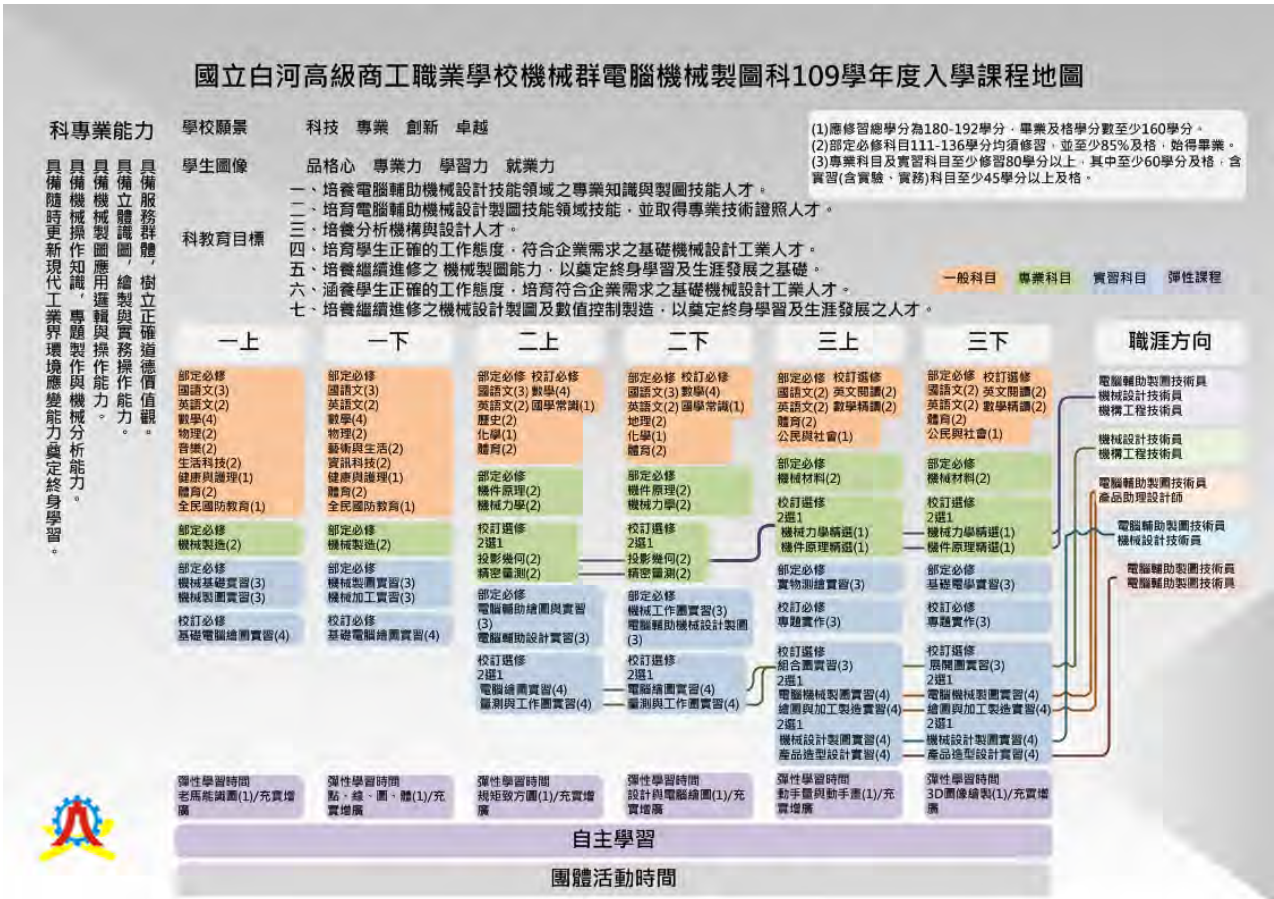 國立白河高級商工職業學校機械群電腦機械製圖科109學年度入學課程地圖
科專業能力
具備服務群體，樹立正確道德價值觀。
具備立體識圖，繪製與實務操作能力。
具備機械製圖應用邏輯與操作能力。
具備機械操作知識，專題製作與機械分析能力。
具備隨時更新現代工業界環境應變能力奠定終身學習。
學校願景 科技 專業 創新 卓越
學生圖像 品格心 專業力 學習力 就業力
科教育目標
一、培養電腦輔助機械設計技能領域之專業知識與製圖技能人才。
二、培育電腦輔助機械設計製圖技能領域技能，並取得專業技術證照人才。
三、培養分析機構與設計人才。
四、培育學生正確的工作態度，符合企業需求之基礎機械設計工業人才。
五、培養繼續進修之 機械製圖能力，以奠定終身學習及生涯發展之基礎。
六、涵養學生正確的工作態度，培育符合企業需求之基礎機械設計工業人才。
七、培養繼續進修之機械設計製圖及數值控制製造，以奠定終身學習及生涯發展之人才。
(1)應修習總學分為180-192學分，畢業及格學分數至少160學分。
(2)部定必修科目111-136學分均須修習，並至少85%及格，始得畢業。
(3)專業科目及實習科目至少修習80學分以上，其中至少60學分及格，含
實習(含實驗、實務)科目至少45學分以上及格。
一般科目 專業科目 實習科目 彈性課程
一上
部定必修
國語文(3)
英語文(2)
數學(4)
物理(2)
音樂(2)
生活科技(2)
健康與護理(1)
體育(2)
全民國防教育(1)
部定必修
機械製造(2)
部定必修
機械基礎實習(3)
機械製圖實習(3)
校訂必修
基礎電腦繪圖實習(4)
彈性學習時間
老馬能識圖(1)/充實增
廣
一下
部定必修
國語文(3)
英語文(2)
數學(4)
物理(2)
藝術與生活(2)
資訊科技(2)
健康與護理(1)
體育(2)
全民國防教育(1)
部定必修
機械製造(2)
部定必修
機械製圖實習(3)
機械加工實習(3)
校訂必修
基礎電腦繪圖實習(4)
彈性學習時間
點、線、圓、體(1)/充
實增廣
二上
部定必修 校訂必修
國語文(3) 數學(4)
英語文(2) 國學常識(1)
歷史(2)
化學(1)
體育(2)
部定必修
機件原理(2)
機械力學(2)
校訂選修
2選1
投影幾何(2)
精密量測(2)
部定必修
電腦輔助繪圖與實習
(3)
電腦輔助設計實習(3)
校訂選修
2選1
電腦繪圖實習(4)
量測與工作圖實習(4)
彈性學習時間
規矩致方圓(1)/充實增
廣
二下
部定必修 校訂必修
國語文(3) 數學(4)
英語文(2) 國學常識(1)
地理(2)
化學(1)
體育(2)
部定必修
機件原理(2)
機械力學(2)
校訂選修
2選1
投影幾何(2)
精密量測(2)
部定必修
機械工作圖實習(3)
電腦輔助機械設計製圖
(3)
校訂選修
2選1
電腦繪圖實習(4)
量測與工作圖實習(4)
彈性學習時間
設計與電腦繪圖(1)/充
實增廣
三上
部定必修 校訂選修
國語文(2) 英文閱讀(2)
英語文(2) 數學精讀(2)
體育(2)
公民與社會(1)
部定必修
機械材料(2)
校訂選修
2選1
機械力學精選(1)
機件原理精選(1)
部定必修
實物測繪實習(3)
校訂必修
專題實作(3)
校訂選修
組合圖實習(3)
2選1
電腦機械製圖實習(4)
繪圖與加工製造實習(4)
2選1
機械設計製圖實習(4)
產品造型設計實習(4)
彈性學習時間
動手量與動手畫(1)/充
實增廣
三下
部定必修 校訂選修
國語文(2) 英文閱讀(2)
英語文(2) 數學精讀(2)
體育(2)
公民與社會(1)
部定必修
機械材料(2)
校訂選修
2選1
機械力學精選(1)
機件原理精選(1)
部定必修
基礎電學實習(3)
校訂必修
專題實作(3)
校訂選修
展開圖實習(3)
2選1
電腦機械製圖實習(4)
繪圖與加工製造實習(4)
2選1
機械設計製圖實習(4)
產品造型設計實習(4)
彈性學習時間
3D圖像繪製(1)/充實增
廣
職涯方向
電腦輔助製圖技術員
機械設計技術員
機構工程技術員
機械設計技術員
機構工程技術員
電腦輔助製圖技術員
產品助理設計師
電腦輔助製圖技術員
機械設計技術員
電腦輔助製圖技術員
電腦輔助製圖技術員
自主學習
團體活動時間